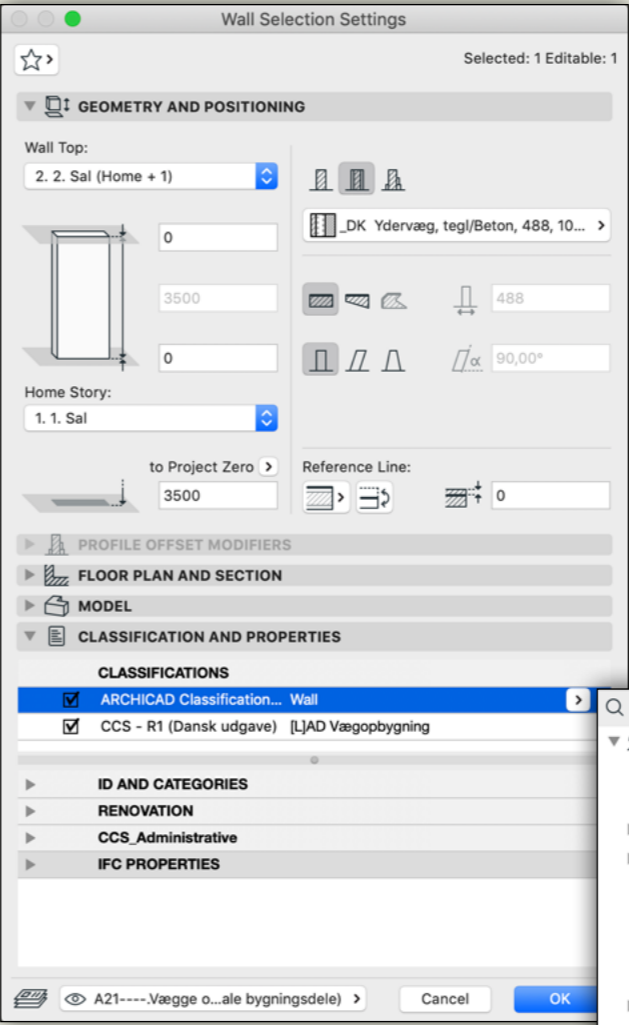 Wall Selection Settings
Selected: 1 Editable: 1
GEOMETRY AND POSITIONING
Wall Top:
2. 2. Sal (Home + 1)
_DK Ydervæg, tegl/Beton, 488, 10...
0
3500
488
0
90,00°
Home Story:
1. 1. Sal
to Project Zero
Reference Line:
3500
0
PROFILE OFFSET MODIFIERS
FLOOR PLAN AND SECTION
MODEL
CLASSIFICATION AND PROPERTIES
CLASSIFICATIONS
ARCHICAD Classification... Wall
CCS - R1 (Dansk udgave) [L]AD Vægopbygning
ID AND CATEGORIES
RENOVATION
CCS_Administrative
IFC PROPERTIES
A21----.Vægge o...ale bygningsdele)
Cancel
OK